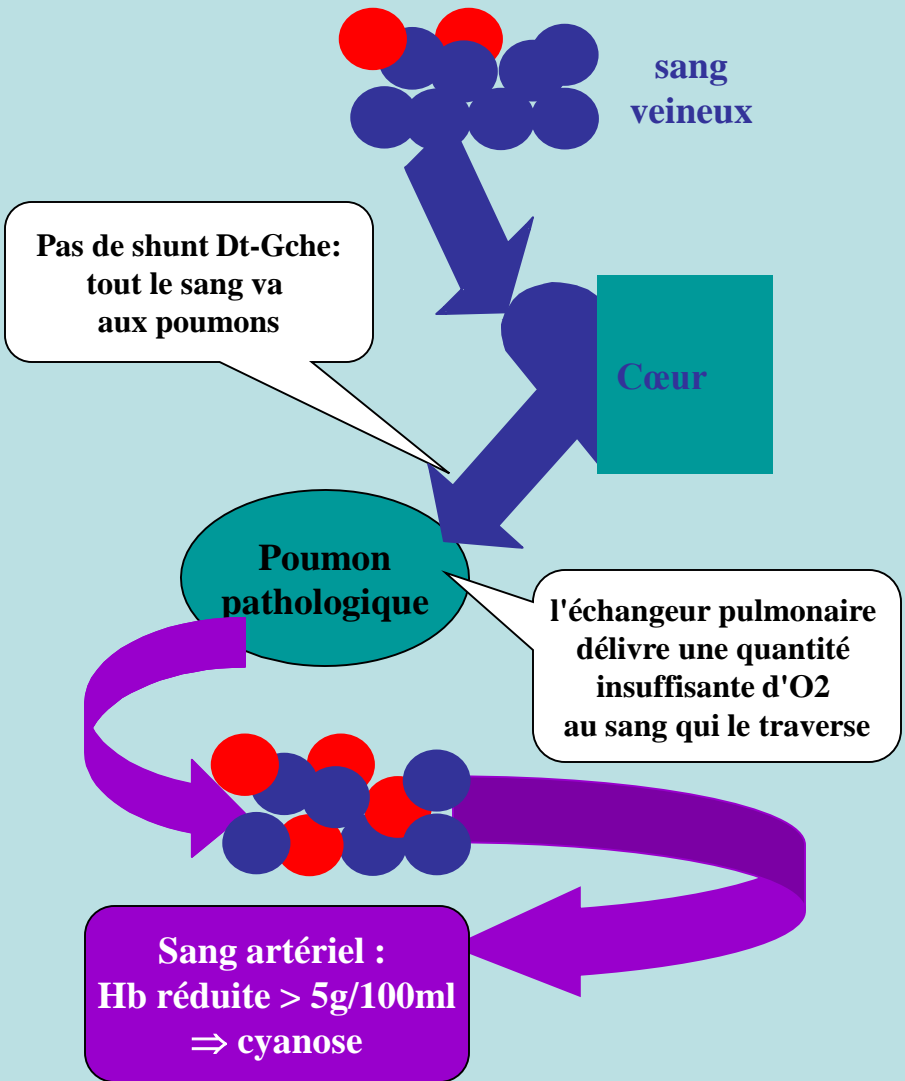 sang
veineux
Pas de shunt Dt-Gche:
tout le sang va
aux poumons
Cœur
Poumon
pathologique
l'échangeur pulmonaire
délivre une quantité
insuffisante d'O2
au sang qui le traverse
Sang artériel :
Hb réduite > 5g/100ml
⇒ cyanose